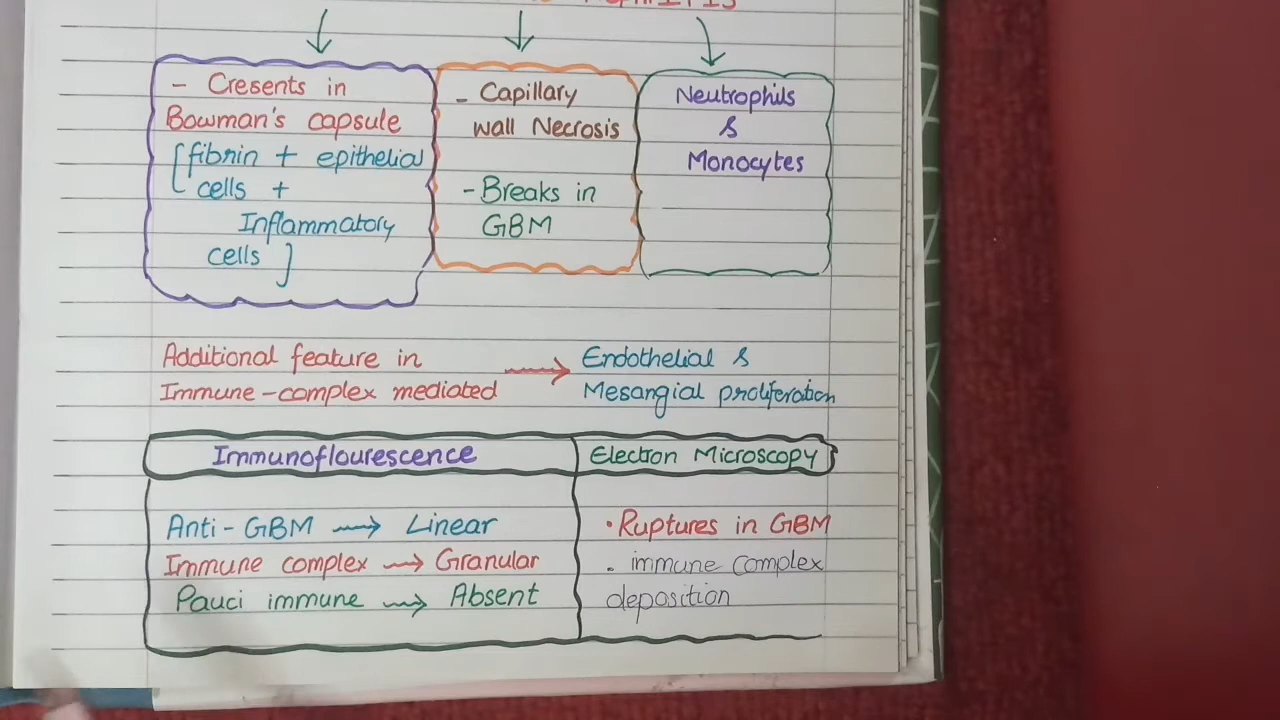 - Cresents in
Bowman's capsule
[fibrin + epithelial
cells +
Inflammatory
cells ]
- Capillary
wall Necrosis
- Breaks in
GBM
Neutrophils
&
Monocytes
Additional feature in
Immune-complex mediated
Endothelial &
Mesangial proliferation
Immunoflourescence
Electron Microscopy
Anti-GBM → Linear
Immune complex → Granular
Pauci immune → Absent
• Ruptures in GBM
. immune complex
deposition